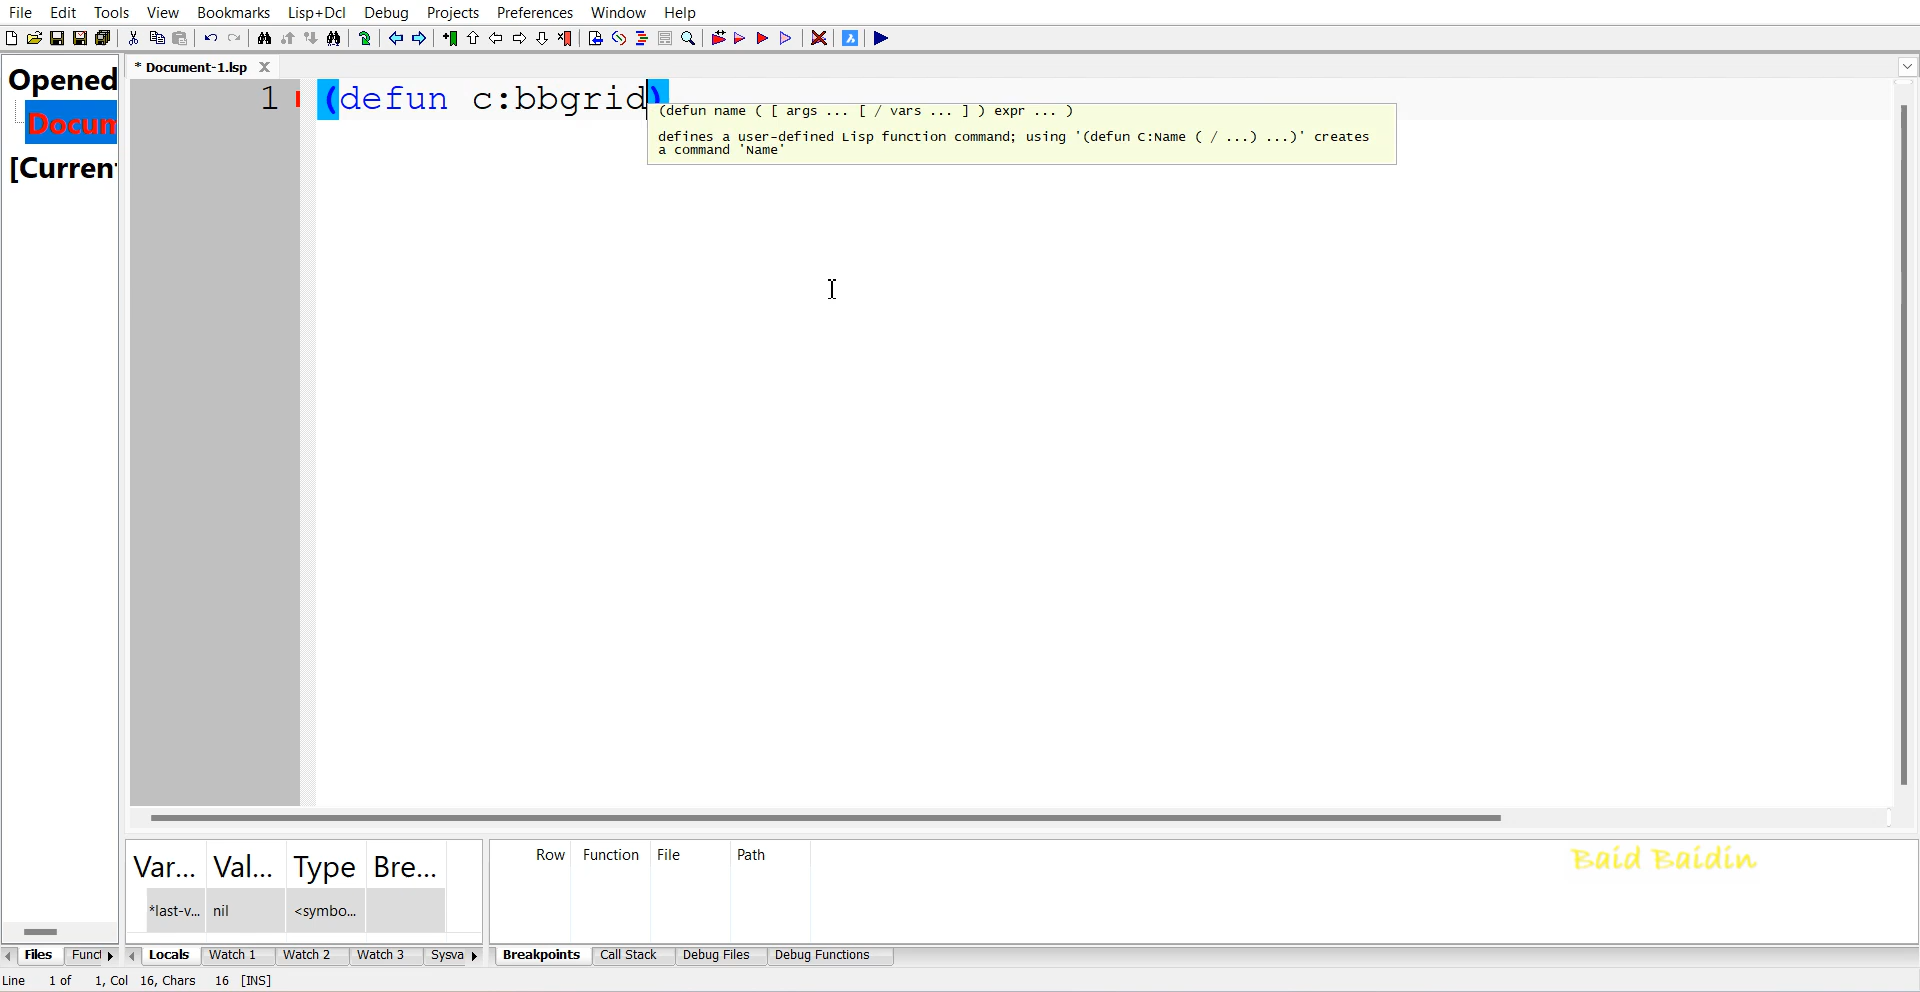 File Edit Tools View Bookmarks Lisp+Dcl Debug Projects Preferences Window Help
* Document-1.lsp
Opened
Docum
[Curren
1 (defun c:bbgrid)
(defun name ( [ args ... [ / vars ... ] ) expr ... )
defines a user-defined Lisp function command; using '(defun C:Name ( / ...) ...)' creates
a command 'Name'
Var... Val... Type Bre...
*last-v... nil <symbo...
Row Function File Path
Baid Baidin
Files Funct Locals Watch 1 Watch 2 Watch 3 Sysva Breakpoints Call Stack Debug Files Debug Functions
Line 1 of 1, Col 16, Chars 16 [INS]